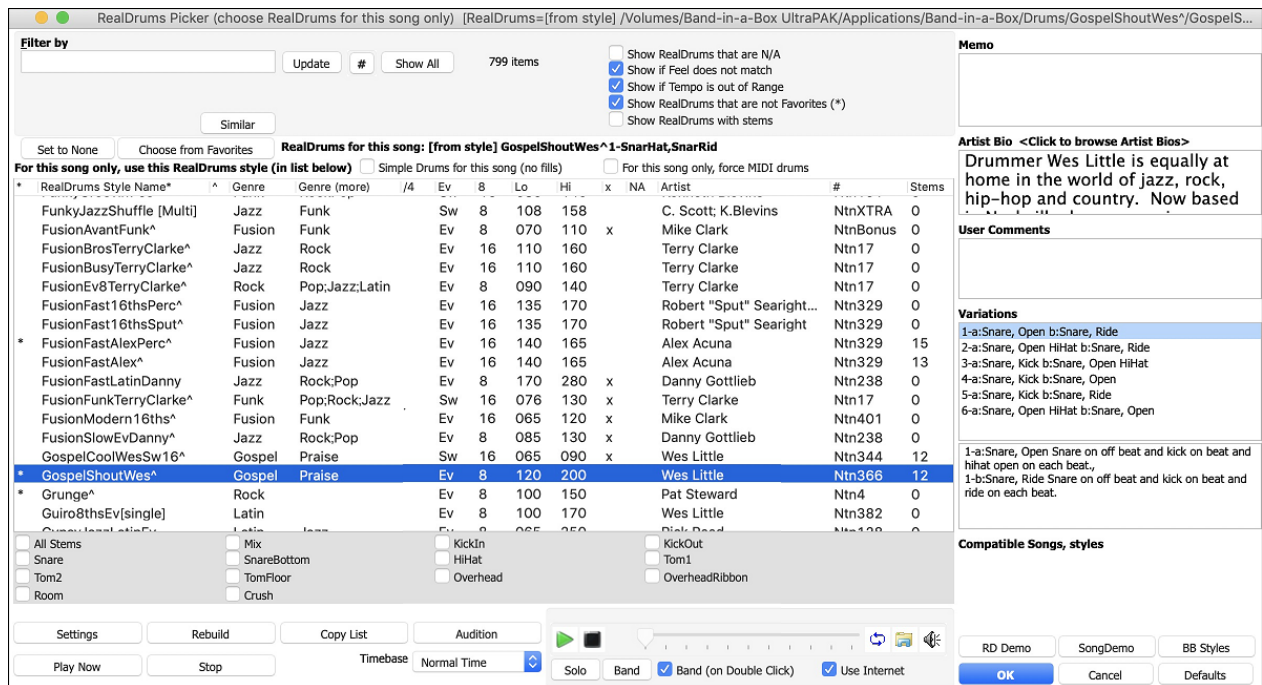 RealDrums Picker (choose RealDrums for this song only) [RealDrums=[from style] /Volumes/Band-in-a-Box UltraPAK/Applications/Band-in-a-Box/Drums/GospelShoutWes^/GospelS...
Filter by
Update # Show All 799 items
Similar
Show RealDrums that are N/A
Show if Feel does not match
Show if Tempo is out of Range
Show RealDrums that are not Favorites (*)
Show RealDrums with stems
Set to None Choose from Favorites RealDrums for this song: [from style] GospelShoutWes^1-SnarHat,SnarRid
For this song only, use this RealDrums style (in list below) Simple Drums for this song (no fills) For this song only, force MIDI drums
* RealDrums Style Name* ^ Genre Genre (more) /4 Ev 8 Lo Hi x NA Artist # Stems
FunkyJazzShuffle [Multi] Jazz Funk Sw 8 108 158 C. Scott; K.Blevins NtnXTRA 0
FusionAvantFunk^ Fusion Funk Ev 8 070 110 x Mike Clark NtnBonus 0
FusionBrosTerryClarke^ Jazz Rock Ev 16 110 160 Terry Clarke Ntn17 0
FusionBusyTerryClarke^ Jazz Rock Ev 16 110 160 Terry Clarke Ntn17 0
FusionEv8TerryClarke^ Rock Pop;Jazz;Latin Ev 8 090 140 Terry Clarke Ntn17 0
FusionFast16thsPerc^ Fusion Jazz Ev 16 135 170 Robert "Sput" Searight... Ntn329 0
FusionFast16thsSput^ Fusion Jazz Ev 16 135 170 Robert "Sput" Searight Ntn329 0
* FusionFastAlexPerc^ Fusion Jazz Ev 16 140 165 Alex Acuna Ntn329 15
FusionFastAlex^ Fusion Jazz Ev 16 140 165 Alex Acuna Ntn329 13
FusionFastLatinDanny Jazz Rock;Pop Ev 8 170 280 x Danny Gottlieb Ntn238 0
FusionFunkTerryClarke^ Funk Pop;Rock;Jazz Sw 16 076 130 x Terry Clarke Ntn17 0
FusionModern16ths^ Fusion Funk Ev 16 065 120 x Mike Clark Ntn401 0
FusionSlowEvDanny^ Jazz Rock;Pop Ev 8 085 130 x Danny Gottlieb Ntn238 0
GospelCoolWesSw16^ Gospel Praise Sw 16 065 090 x Wes Little Ntn344 12
* GospelShoutWes^ Gospel Praise Ev 8 120 200 Wes Little Ntn366 12
* Grunge^ Rock Ev 8 100 150 Pat Steward Ntn4 0
Guiro8thsEv[single] Latin Ev 8 100 170 Wes Little Ntn382 0
All Stems Mix KickIn KickOut
Snare SnareBottom HiHat Tom1
Tom2 TomFloor Overhead OverheadRibbon
Room Crush
Settings Rebuild Copy List Audition
Play Now Stop Timebase Normal Time
Solo Band Band (on Double Click) Use Internet
Memo
Artist Bio <Click to browse Artist Bios>
Drummer Wes Little is equally at
home in the world of jazz, rock,
hip-hop and country. Now based
User Comments
Variations
1-a:Snare, Open b:Snare, Ride
2-a:Snare, Open HiHat b:Snare, Ride
3-a:Snare, Kick b:Snare, Open HiHat
4-a:Snare, Kick b:Snare, Open
5-a:Snare, Kick b:Snare, Ride
6-a:Snare, Open HiHat b:Snare, Open
1-a:Snare, Open Snare on off beat and kick on beat and
hihat open on each beat.,
1-b:Snare, Ride Snare on off beat and kick on beat and
ride on each beat.
Compatible Songs, styles
RD Demo SongDemo BB Styles
OK Cancel Defaults